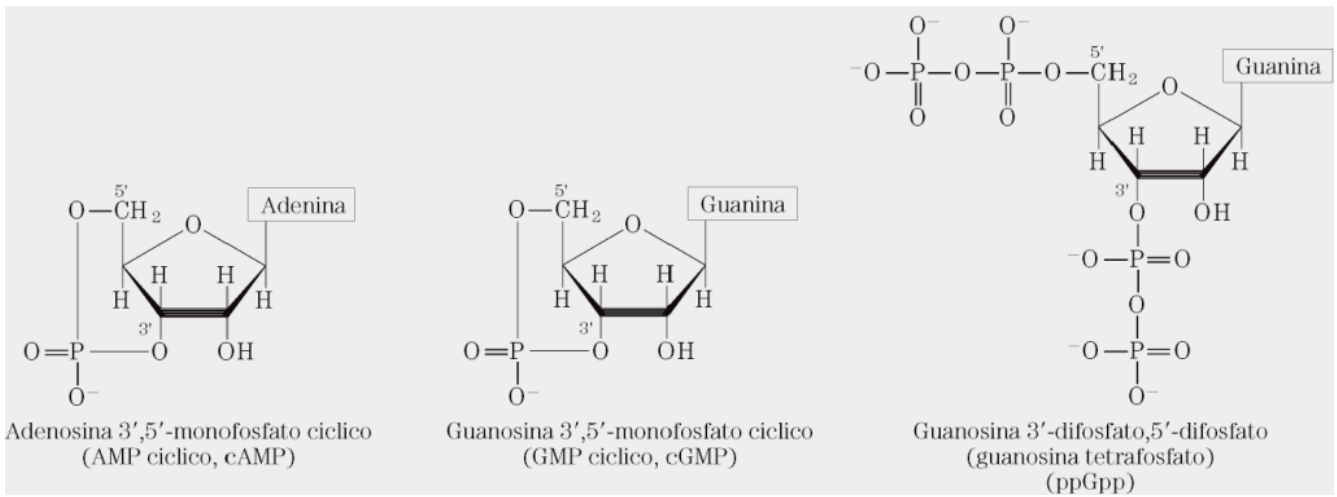 O⁻ O⁻
⁻O—P—O—P—O—CH₂ 5′ O Guanina
O O
H H H H
3′
O OH
⁻O—P=O
O
⁻O—P=O
O⁻
5′
O—CH₂ O Adenina
H H H H
3′
O=P O OH
O⁻
Adenosina 3′,5′-monofosfato ciclico
(AMP ciclico, cAMP)
5′
O—CH₂ O Guanina
H H H H
3′
O=P O OH
O⁻
Guanosina 3′,5′-monofosfato ciclico
(GMP ciclico, cGMP)
Guanosina 3′-difosfato,5′-difosfato
(guanosina tetrafosfato)
(ppGpp)